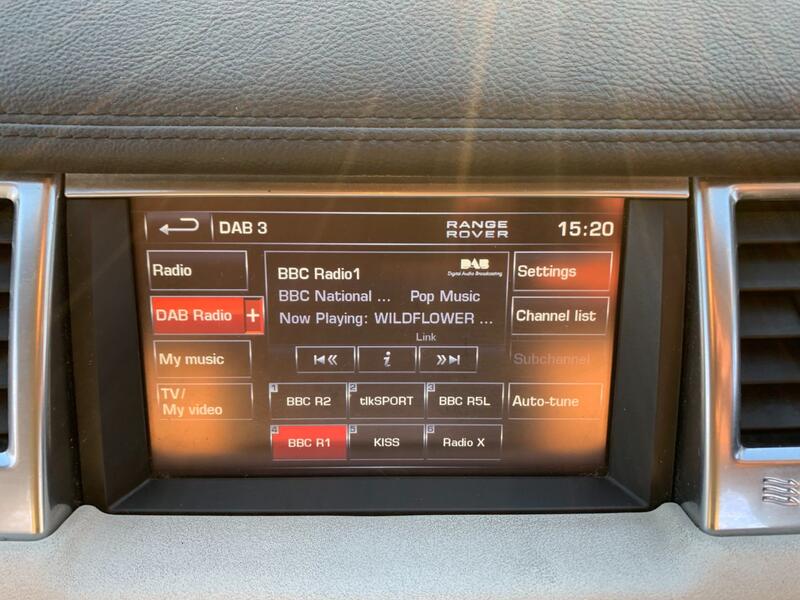 DAB 3
RANGE
ROVER
15:20
Radio
BBC Radio1
DAB
Digital Audio Broadcasting
Settings
BBC National ... Pop Music
DAB Radio +
Now Playing: WILDFLOWER ...
Channel list
Link
My music
i
Subchannel
TV/
My video
1 BBC R2
2 tlkSPORT
3 BBC R5L
Auto-tune
4 BBC R1
5 KISS
6 Radio X